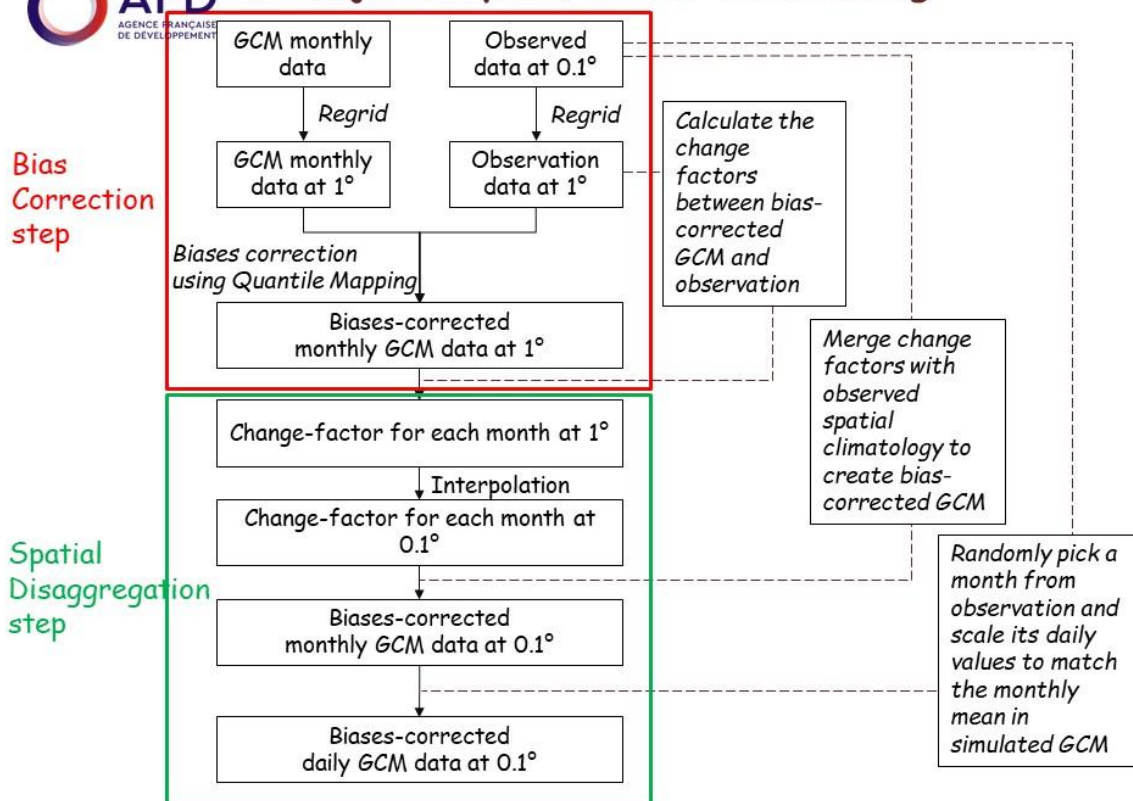 AFD
AGENCE FRANÇAISE
DE DÉVELOPPEMENT
GCM monthly
data
Observed
data at 0.1°
Regrid
Regrid
GCM monthly
data at 1°
Observation
data at 1°
Bias
Correction
step
Biases correction
using Quantile Mapping
Biases-corrected
monthly GCM data at 1°
Calculate the
change
factors
between bias-
corrected
GCM and
observation
Change-factor for each month at 1°
Interpolation
Change-factor for each month at
0.1°
Merge change
factors with
observed
spatial
climatology to
create bias-
corrected GCM
Spatial
Disaggregation
step
Biases-corrected
monthly GCM data at 0.1°
Biases-corrected
daily GCM data at 0.1°
Randomly pick a
month from
observation and
scale its daily
values to match
the monthly
mean in
simulated GCM